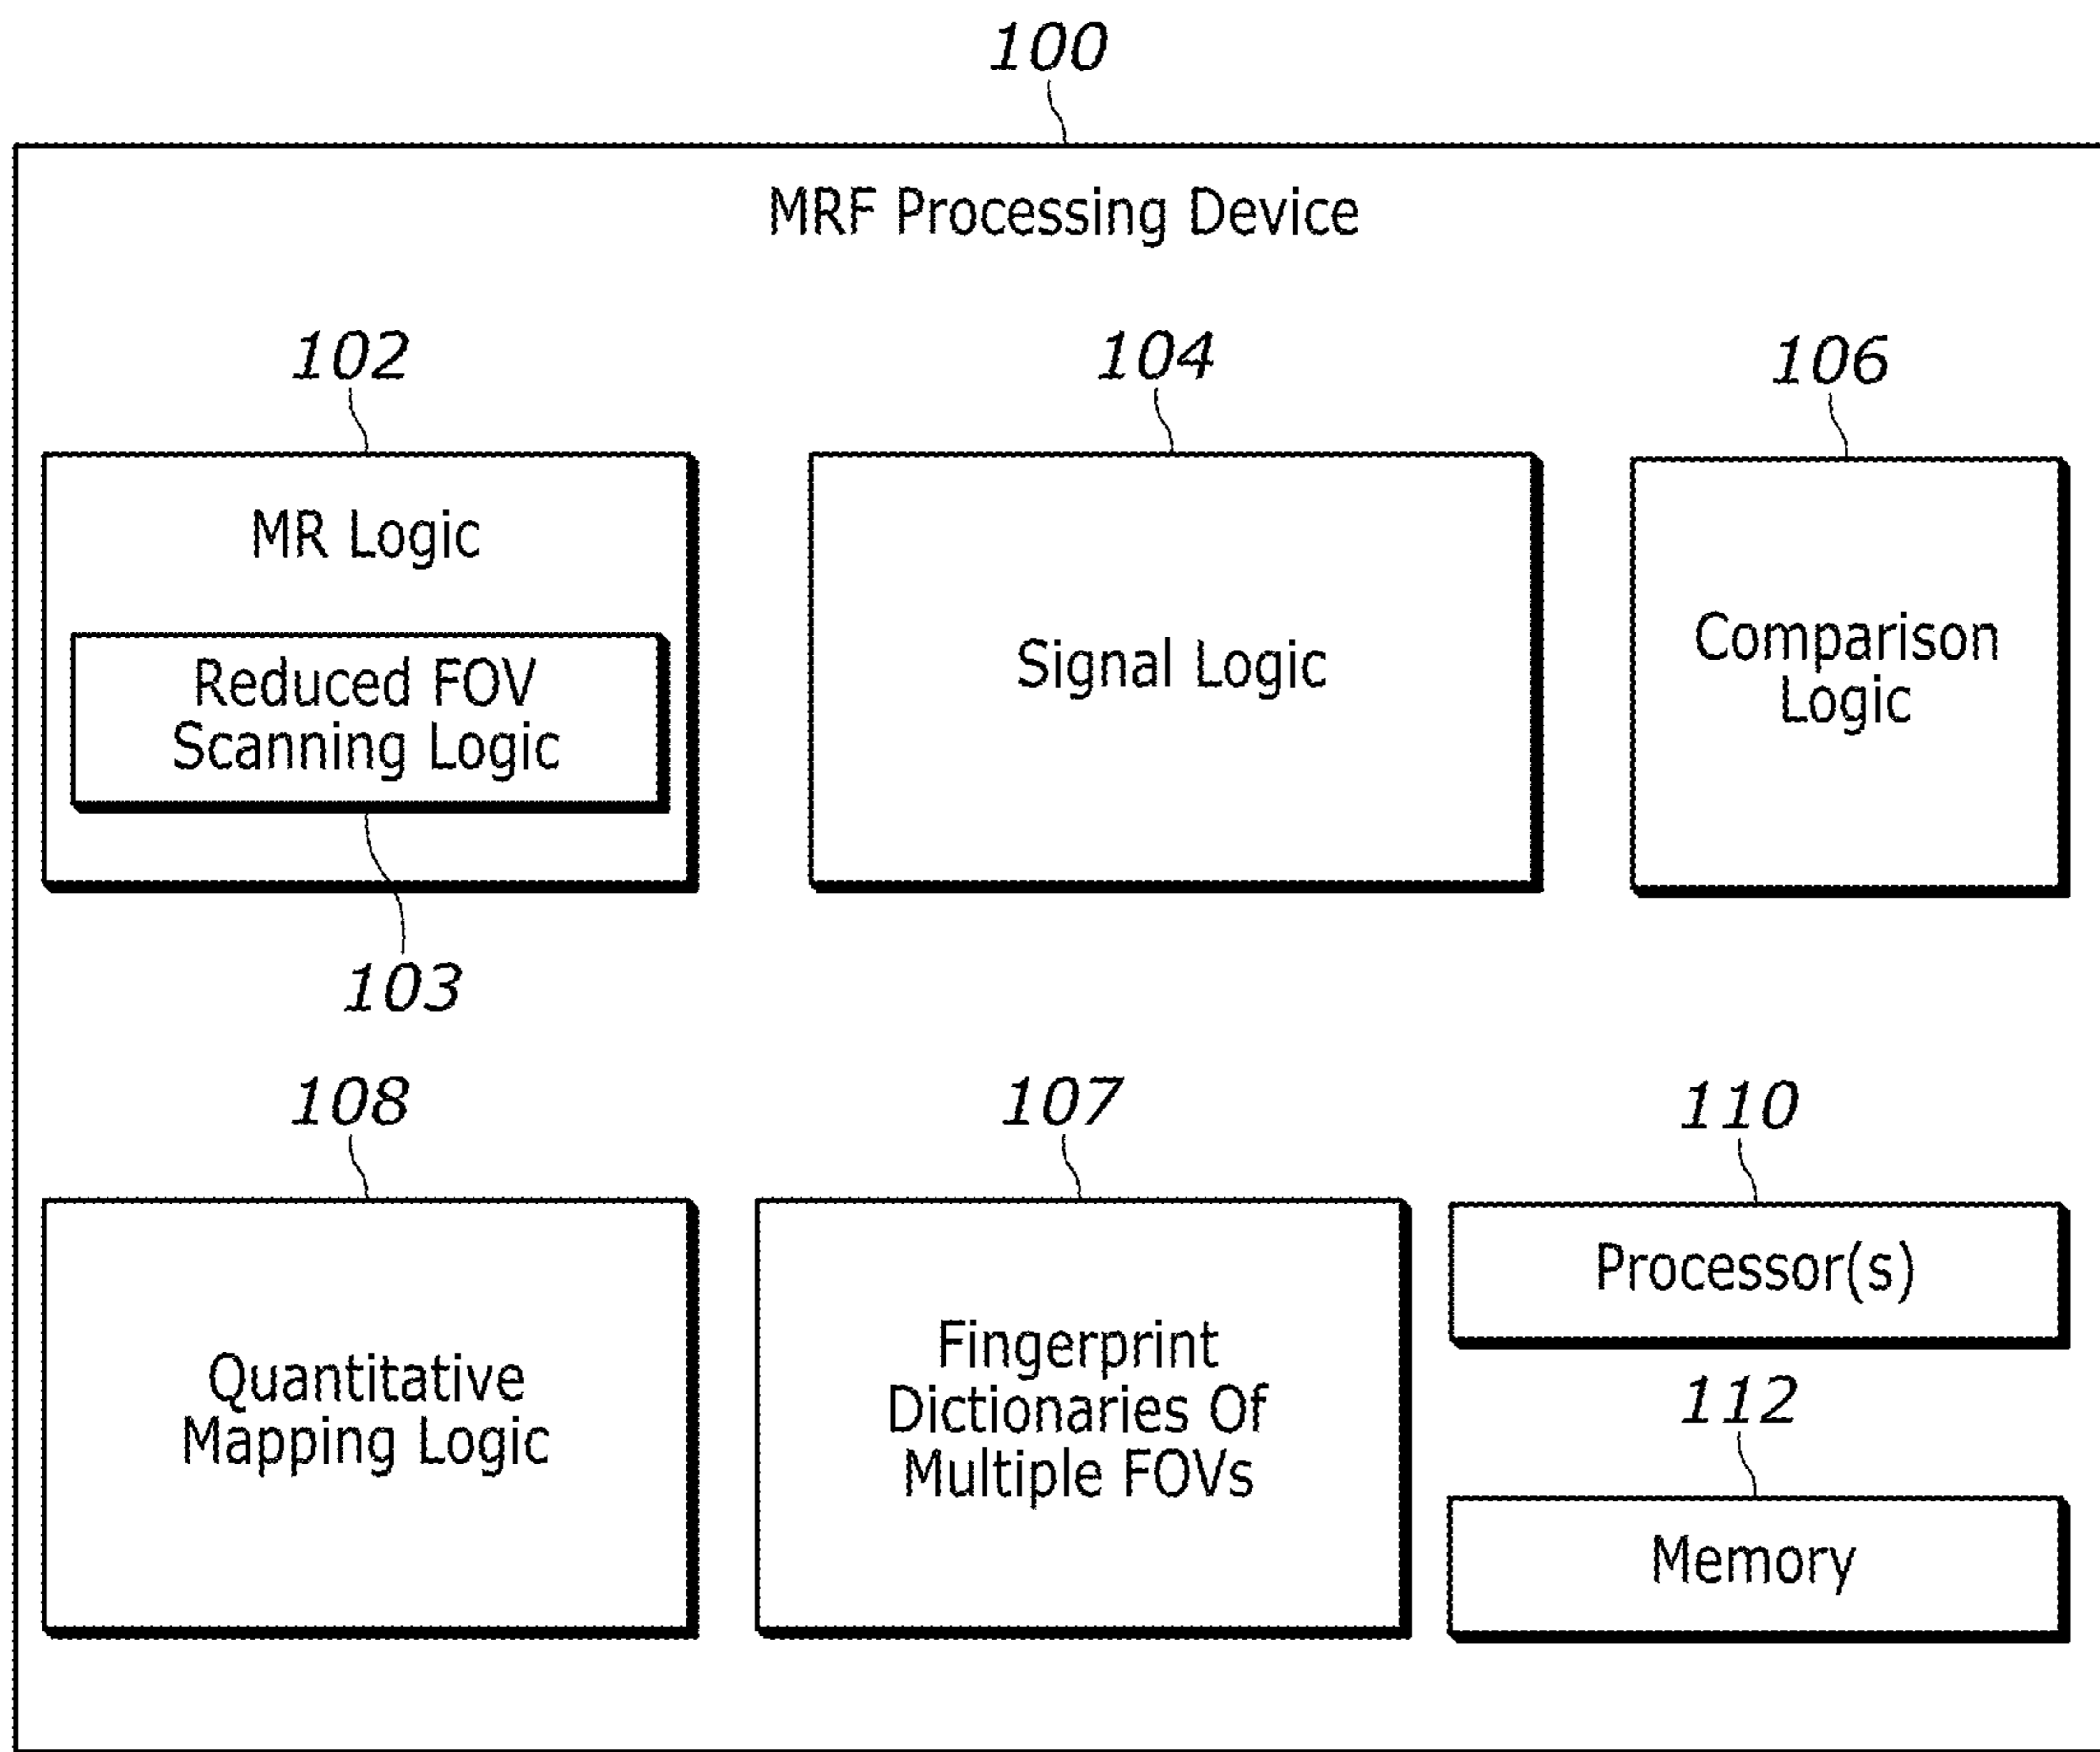 100
MRF Processing Device
102
104
106
MR Logic
Reduced FOV
Scanning Logic
103
Signal Logic
Comparison
Logic
108
107
110
Quantitative
Mapping Logic
Fingerprint
Dictionaries Of
Multiple FOVs
Processor(s)
112
Memory